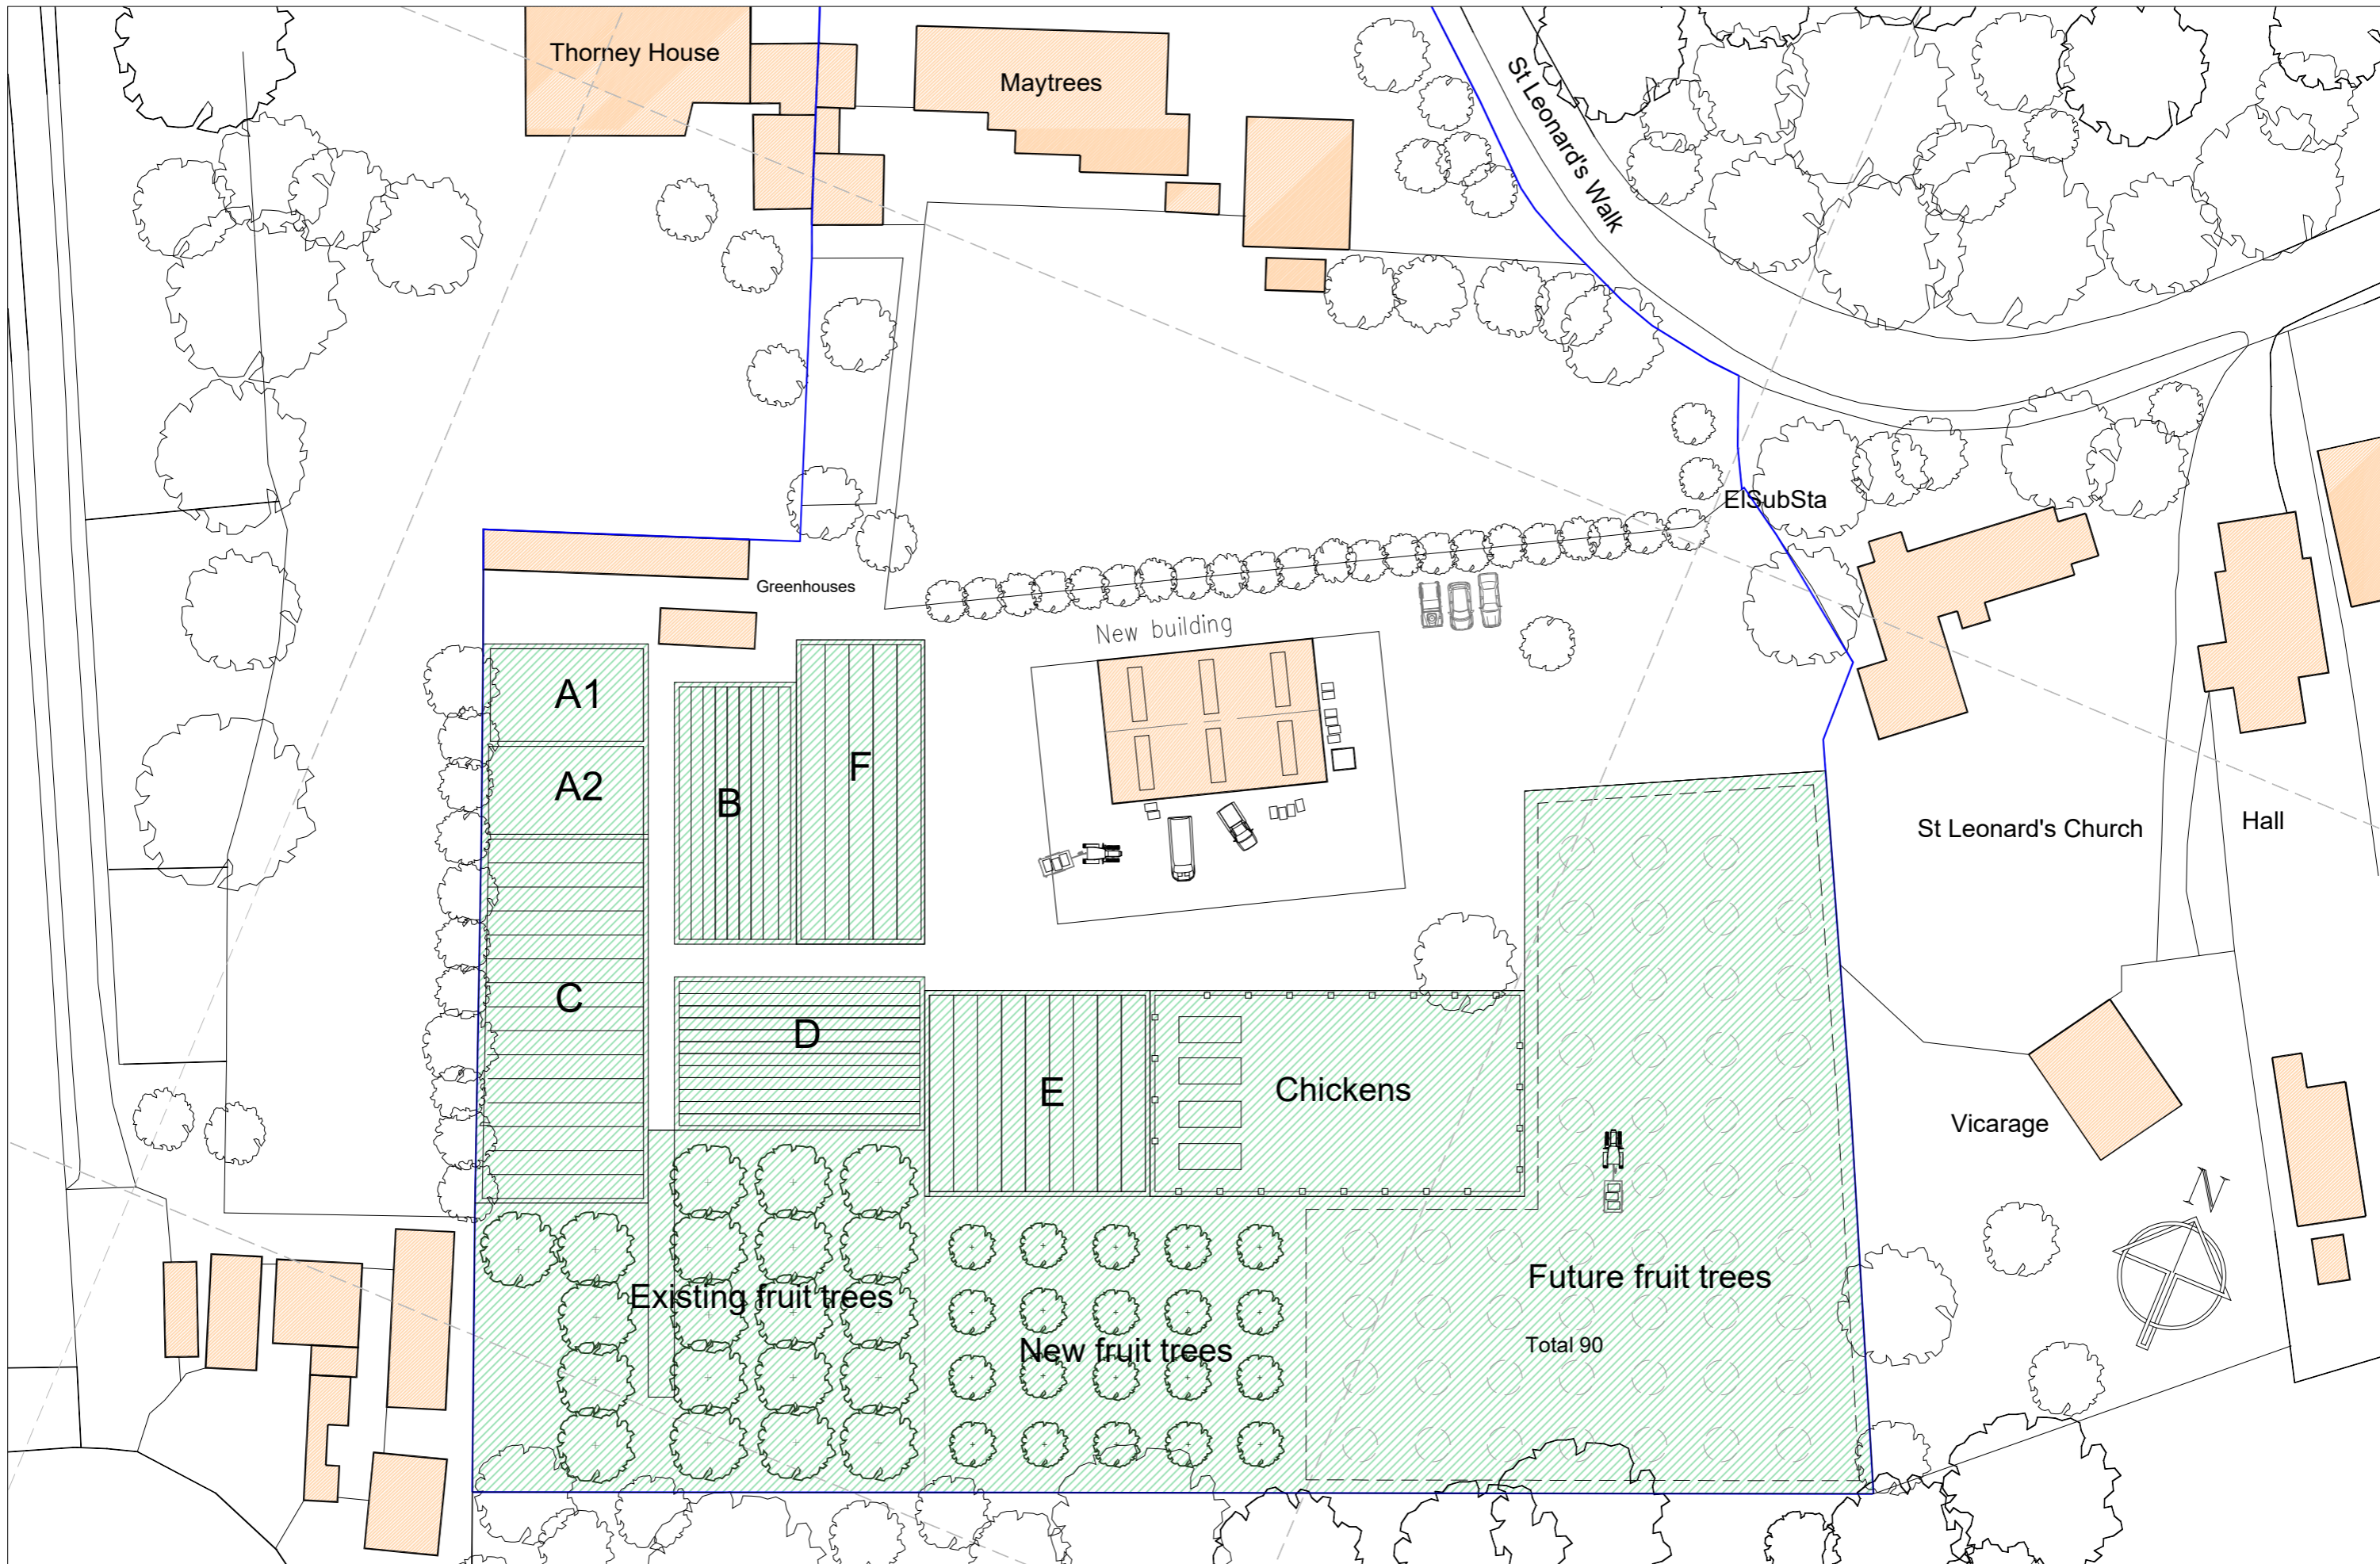 Thorney House
Maytrees
St Leonard's Walk
ElSubSta
Greenhouses
New building
A1
A2
B
F
C
D
E
Chickens
St Leonard's Church
Hall
Vicarage
N
Existing fruit trees
New fruit trees
Future fruit trees
Total 90